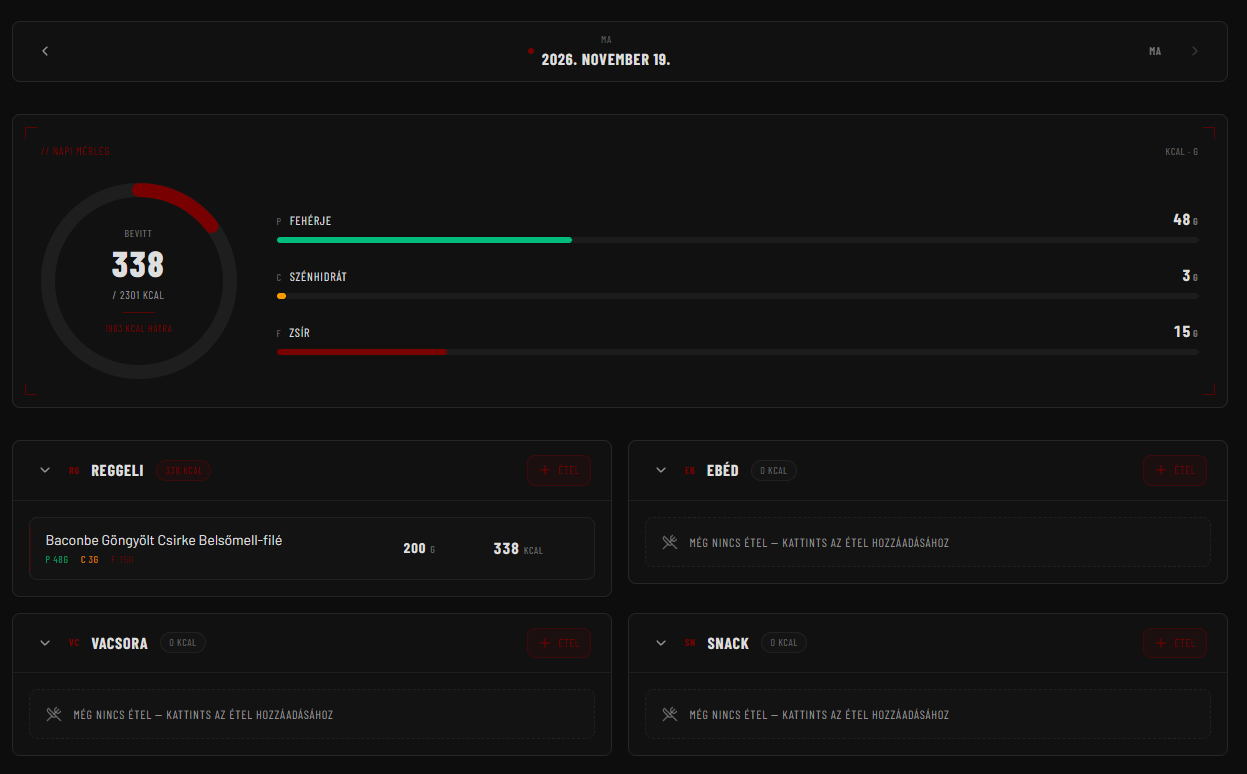 MA
2026. NOVEMBER 19.
MA
// NAPI MÉRLEG
KCAL · G
BEVITT
338
/ 2301 KCAL
1963 KCAL HÁTRA
P FEHÉRJE 48 G
C SZÉNHIDRÁT 3 G
F ZSÍR 15 G
RG REGGELI 338 KCAL + ÉTEL
Baconbe Göngyölt Csirke Belsőmell-filé
P 48G C 3G F 15G
200 G 338 KCAL
EB EBÉD 0 KCAL + ÉTEL
MÉG NINCS ÉTEL — KATTINTS AZ ÉTEL HOZZÁADÁSÁHOZ
VC VACSORA 0 KCAL + ÉTEL
MÉG NINCS ÉTEL — KATTINTS AZ ÉTEL HOZZÁADÁSÁHOZ
SN SNACK 0 KCAL + ÉTEL
MÉG NINCS ÉTEL — KATTINTS AZ ÉTEL HOZZÁADÁSÁHOZ